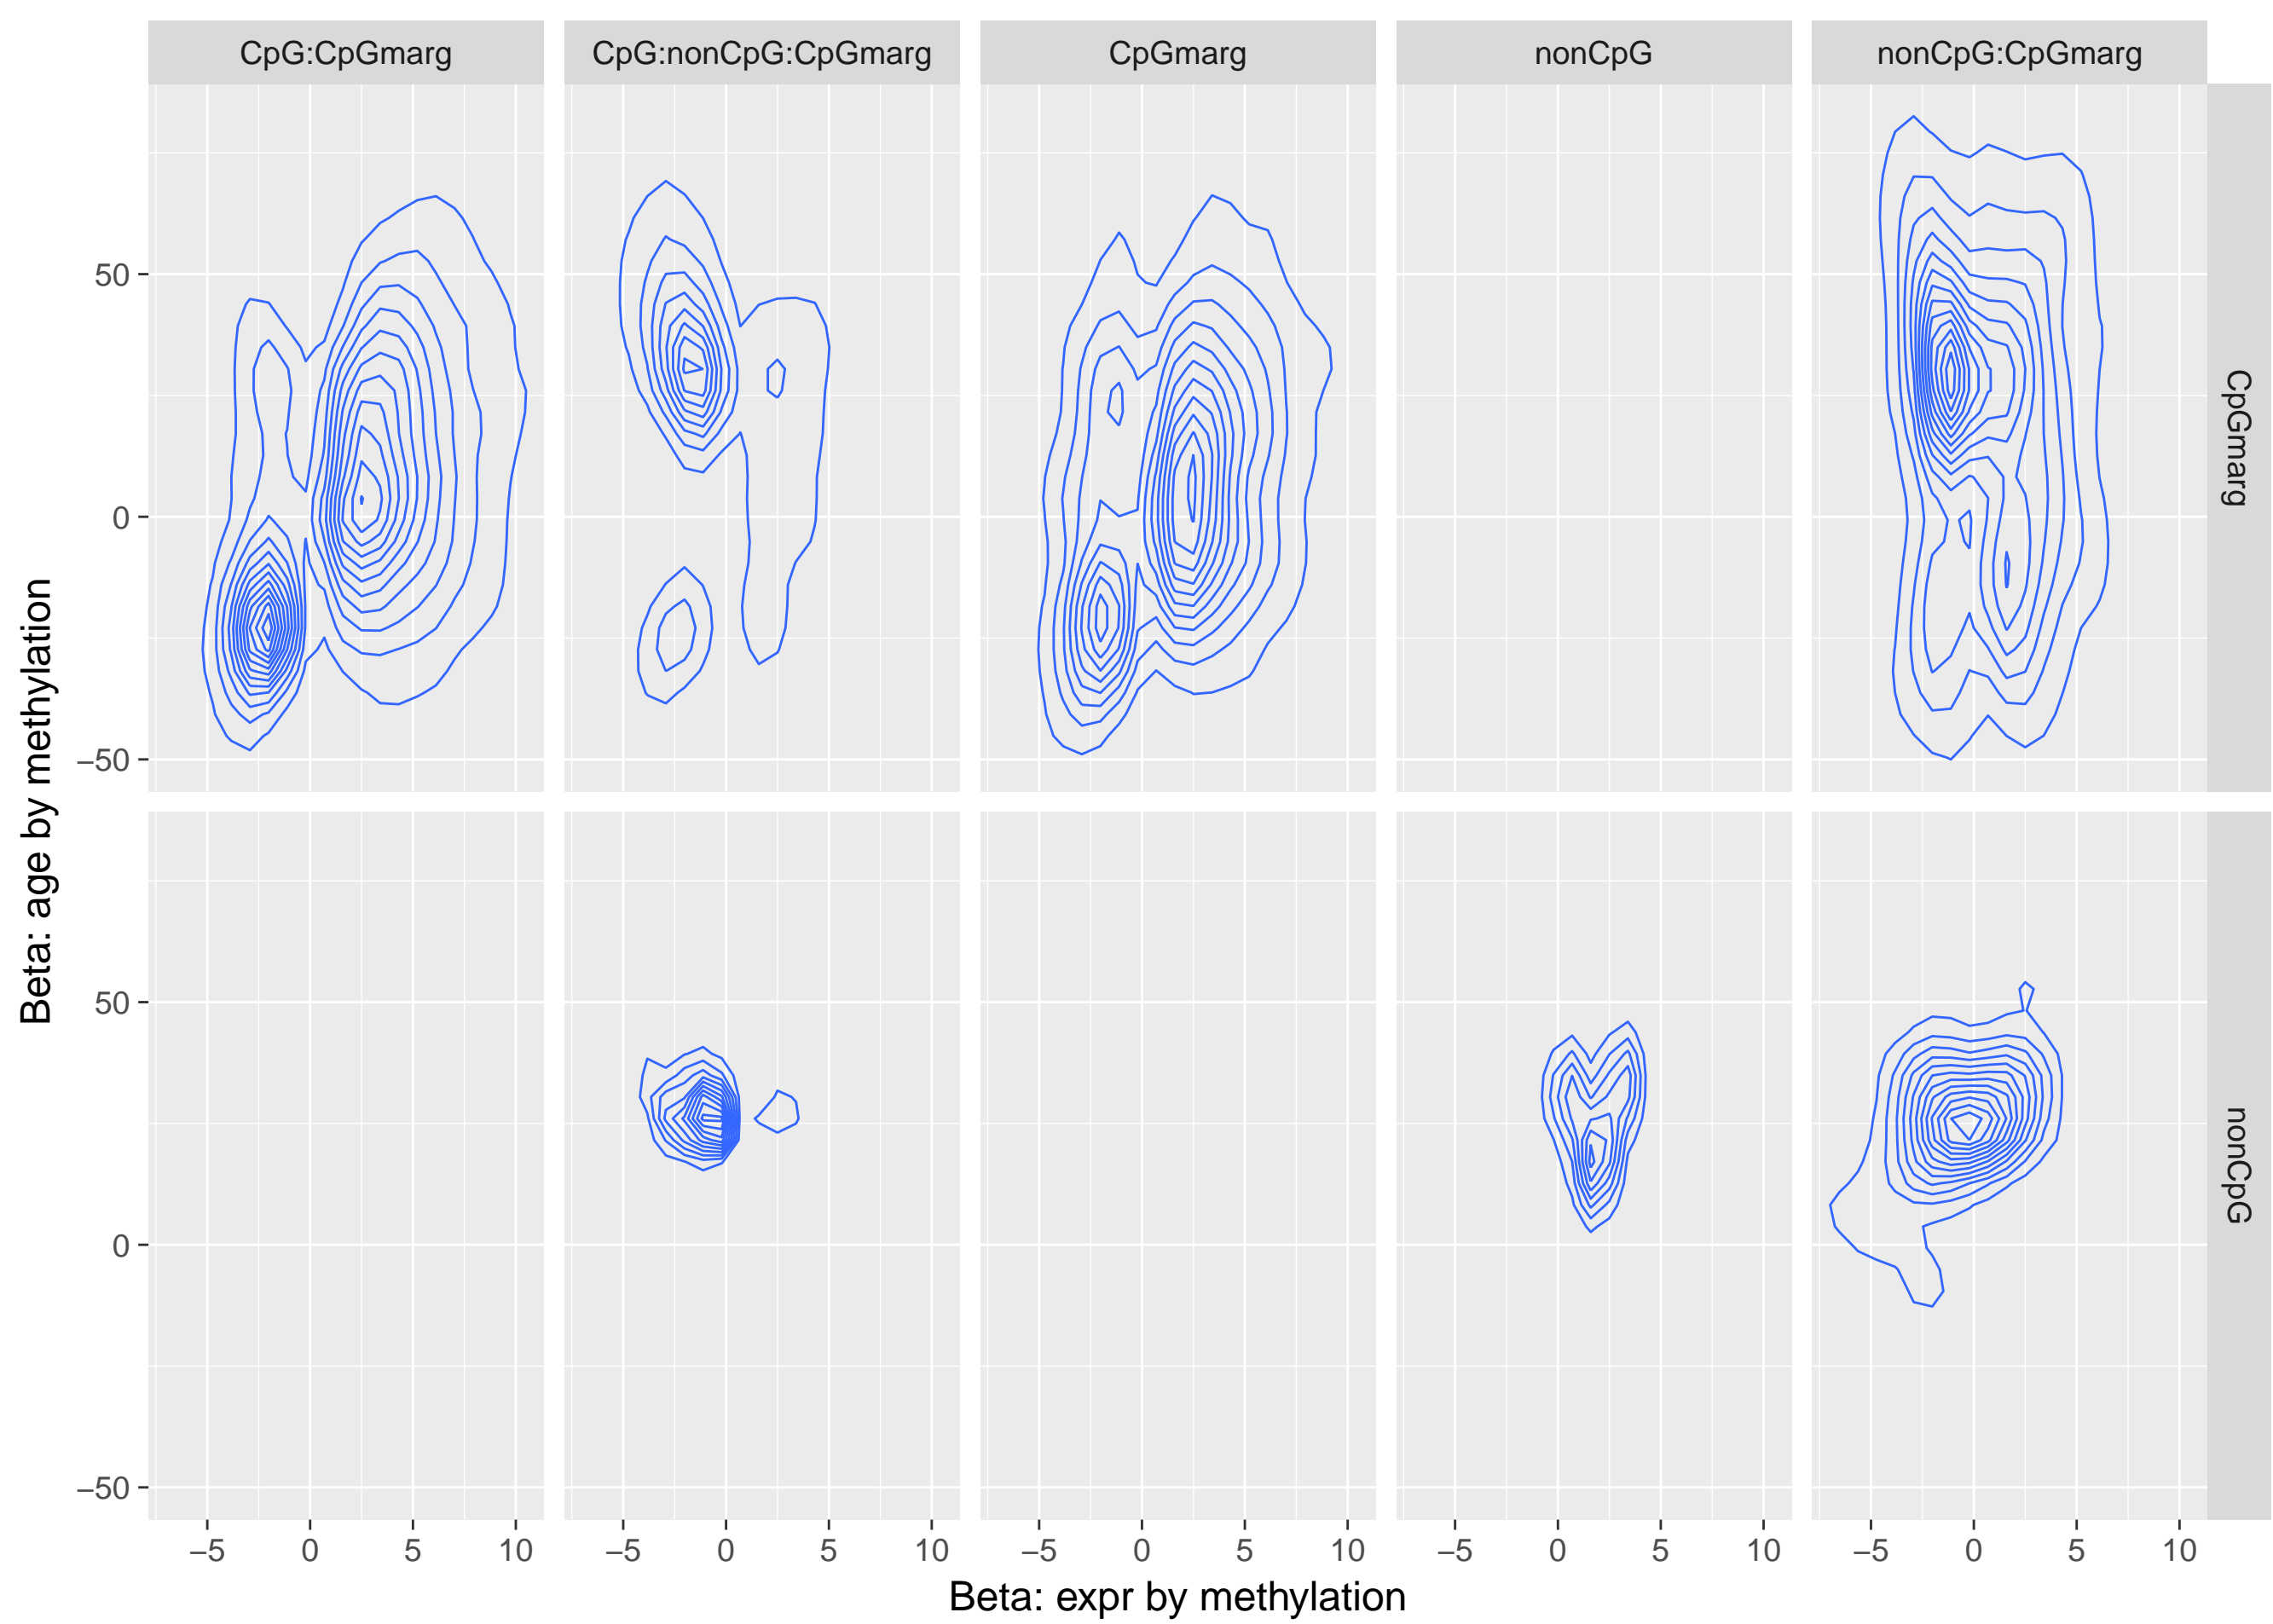 CpG:CpGmarg
CpG:nonCpG:CpGmarg
CpGmarg
nonCpG
nonCpG:CpGmarg
50
0
−50
CpGmarg
50
0
−50
nonCpG
−5 0 5 10
−5 0 5 10
−5 0 5 10
−5 0 5 10
−5 0 5 10
Beta: expr by methylation
Beta: age by methylation